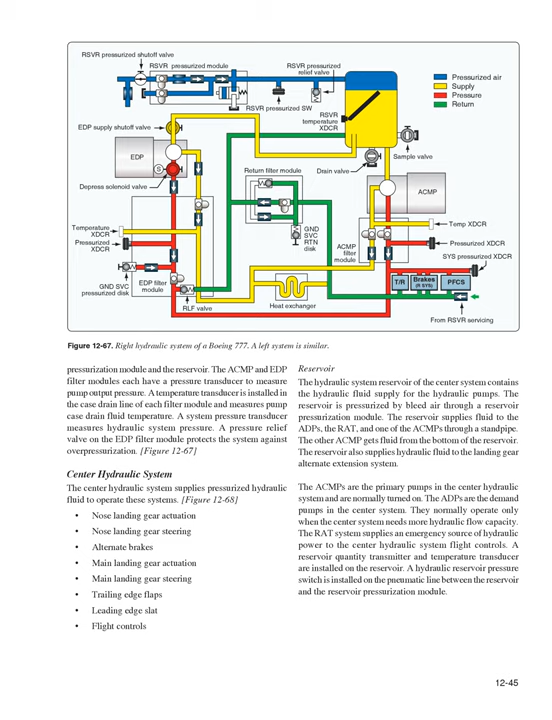 RSVR pressurized shutoff valve
RSVR pressurized module
RSVR pressurized
relief valve
Pressurized air
Supply
Pressure
Return
RSVR pressurized SW
RSVR
temperature
XDCR
EDP supply shutoff valve
Sample valve
EDP
Return filter module
Drain valve
S
Depress solenoid valve
ACMP
Temperature
XDCR
Pressurized
XDCR
GND
SVC
RTN
disk
ACMP
filter
module
Temp XDCR
Pressurized XDCR
SYS pressurized XDCR
GND SVC
pressurized disk
EDP filter
module
RLF valve
Heat exchanger
T/R
Brakes
(R SYS)
PFCS
From RSVR servicing
Figure 12-67. Right hydraulic system of a Boeing 777. A left system is similar.
pressurization module and the reservoir. The ACMP and EDP
filter modules each have a pressure transducer to measure
pump output pressure. A temperature transducer is installed in
the case drain line of each filter module and measures pump
case drain fluid temperature. A system pressure transducer
measures hydraulic system pressure. A pressure relief
valve on the EDP filter module protects the system against
overpressurization. [Figure 12-67]
Center Hydraulic System
The center hydraulic system supplies pressurized hydraulic
fluid to operate these systems. [Figure 12-68]
• Nose landing gear actuation
• Nose landing gear steering
• Alternate brakes
• Main landing gear actuation
• Main landing gear steering
• Trailing edge flaps
• Leading edge slat
• Flight controls
Reservoir
The hydraulic system reservoir of the center system contains
the hydraulic fluid supply for the hydraulic pumps. The
reservoir is pressurized by bleed air through a reservoir
pressurization module. The reservoir supplies fluid to the
ADPs, the RAT, and one of the ACMPs through a standpipe.
The other ACMP gets fluid from the bottom of the reservoir.
The reservoir also supplies hydraulic fluid to the landing gear
alternate extension system.
The ACMPs are the primary pumps in the center hydraulic
system and are normally turned on. The ADPs are the demand
pumps in the center system. They normally operate only
when the center system needs more hydraulic flow capacity.
The RAT system supplies an emergency source of hydraulic
power to the center hydraulic system flight controls. A
reservoir quantity transmitter and temperature transducer
are installed on the reservoir. A hydraulic reservoir pressure
switch is installed on the pneumatic line between the reservoir
and the reservoir pressurization module.
12-45